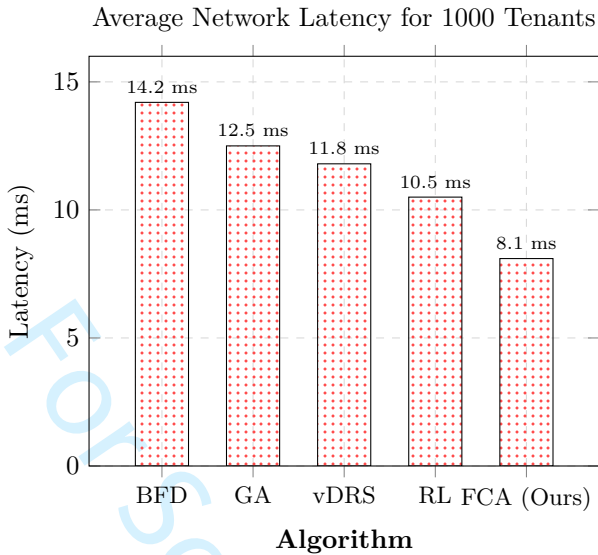 Average Network Latency for 1000 Tenants
15
10
5
0
Latency (ms)
14.2 ms
12.5 ms
11.8 ms
10.5 ms
8.1 ms
BFD GA vDRS RL FCA (Ours)
Algorithm
For